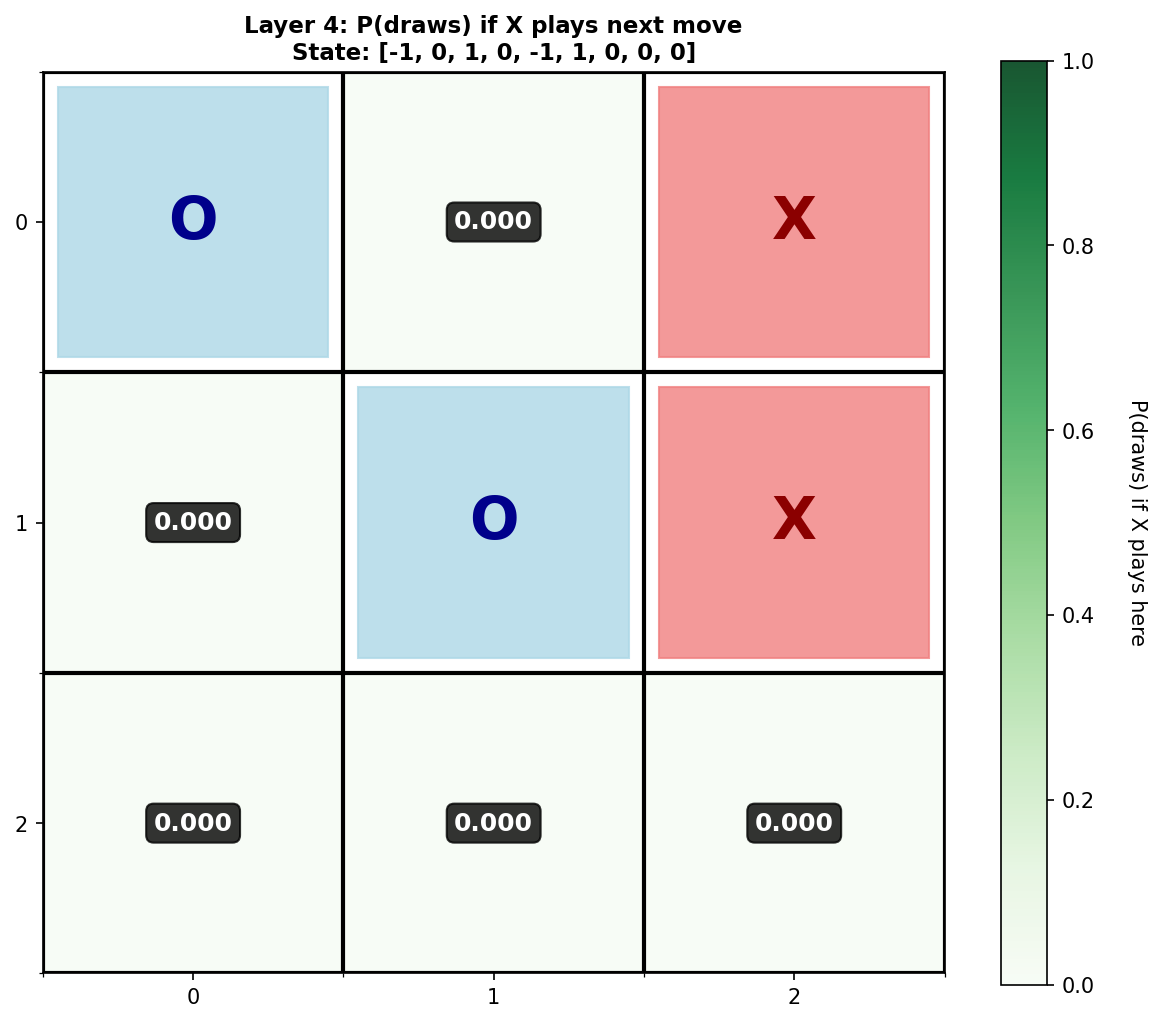 Layer 4: P(draws) if X plays next move
State: [-1, 0, 1, 0, -1, 1, 0, 0, 0]
0
O
0.000
X
1
0.000
O
X
2
0.000
0.000
0.000
0
1
2
1.0
0.8
0.6
0.4
0.2
0.0
P(draws) if X plays here